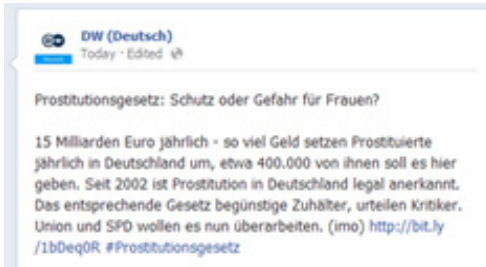 DW (Deutsch)
Today · Edited
Prostitutionsgesetz: Schutz oder Gefahr für Frauen?
15 Milliarden Euro jährlich - so viel Geld setzen Prostituierte
jährlich in Deutschland um, etwa 400.000 von ihnen soll es hier
geben. Seit 2002 ist Prostitution in Deutschland legal anerkannt.
Das entsprechende Gesetz begünstige Zuhälter, urteilen Kritiker.
Union und SPD wollen es nun überarbeiten. (imo) http://bit.ly
/1bDeq0R #Prostitutionsgesetz